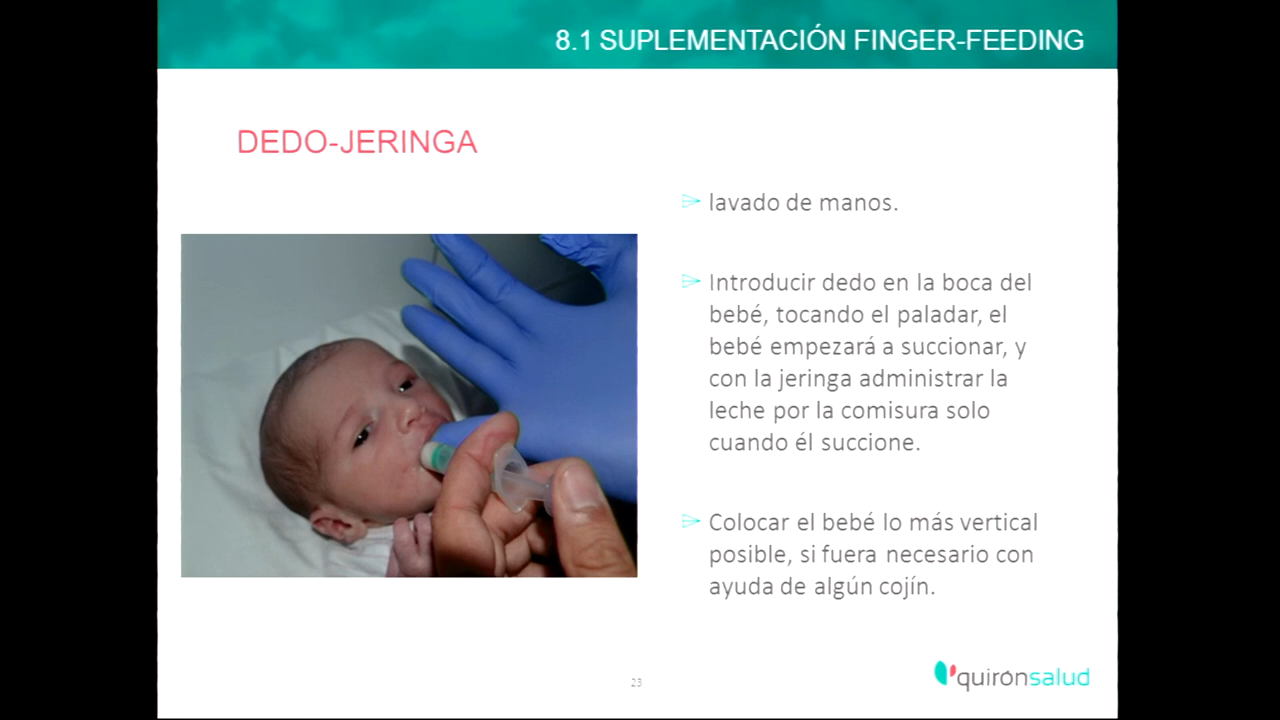 8.1 SUPLEMENTACIÓN FINGER-FEEDING
DEDO-JERINGA
lavado de manos.
Introducir dedo en la boca del
bebé, tocando el paladar, el
bebé empezará a succionar, y
con la jeringa administrar la
leche por la comisura solo
cuando él succione.
Colocar el bebé lo más vertical
posible, si fuera necesario con
ayuda de algún cojín.
23
quirónsalud